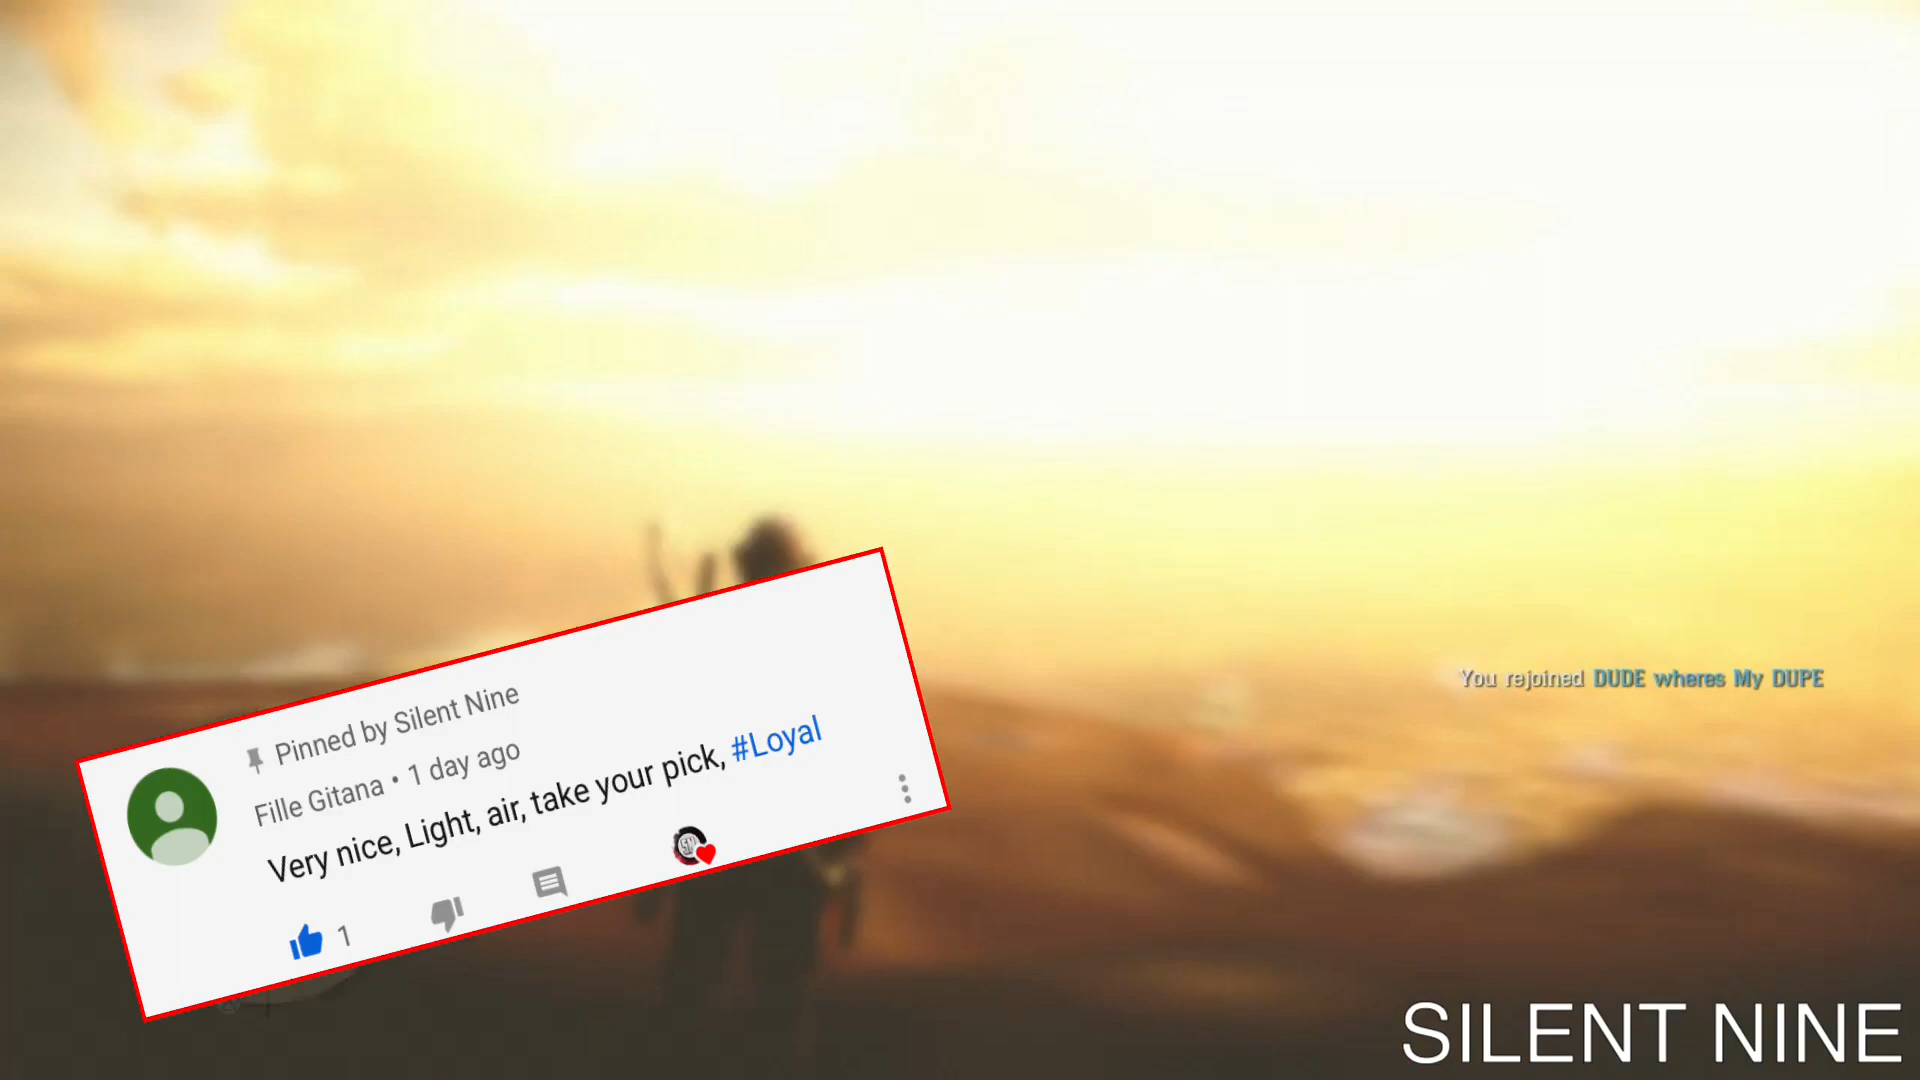 You rejoined DUDE wheres My DUPE
Pinned by Silent Nine
Fille Gitana • 1 day ago
Very nice, Light, air, take your pick, #Loyal
1
SILENT NINE